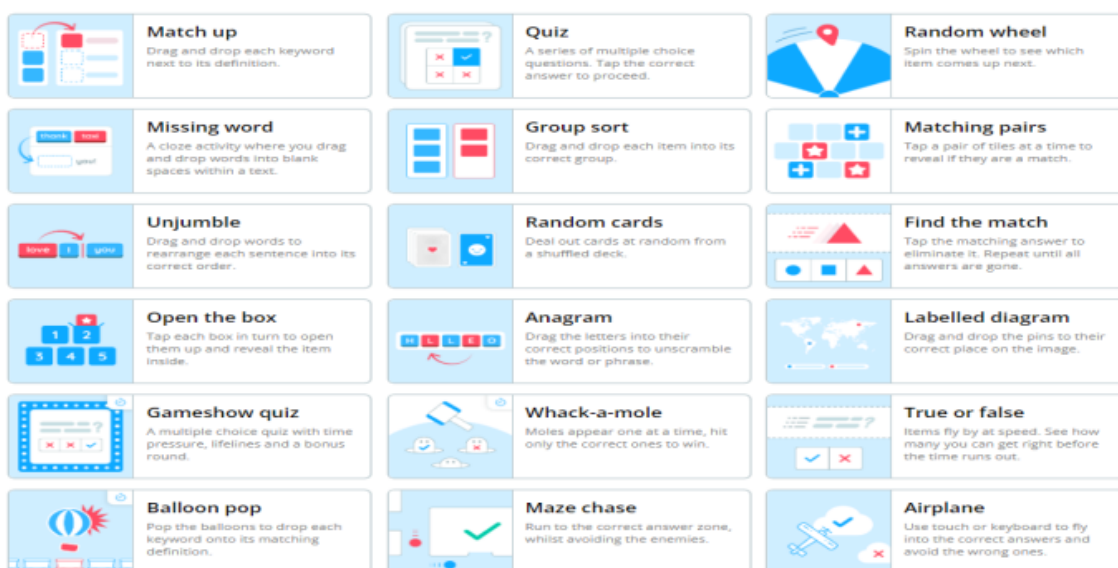 Match up
Drag and drop each keyword
next to its definition.
Quiz
?
A series of multiple choice
questions. Tap the correct
answer to proceed.
Random wheel
Spin the wheel to see which
item comes up next.
thank taxi
you!
Missing word
A cloze activity where you drag
and drop words into blank
spaces within a text.
Group sort
Drag and drop each item into its
correct group.
Matching pairs
Tap a pair of tiles at a time to
reveal if they are a match.
love I you
Unjumble
Drag and drop words to
rearrange each sentence into its
correct order.
Random cards
Deal out cards at random from
a shuffled deck.
Find the match
Tap the matching answer to
eliminate it. Repeat until all
answers are gone.
1 2
3 4 5
Open the box
Tap each box in turn to open
them up and reveal the item
inside.
H L L E O
Anagram
Drag the letters into their
correct positions to unscramble
the word or phrase.
Labelled diagram
Drag and drop the pins to their
correct place on the image.
?
Gameshow quiz
A multiple choice quiz with time
pressure, lifelines and a bonus
round.
Whack-a-mole
Moles appear one at a time, hit
only the correct ones to win.
?
True or false
Items fly by at speed. See how
many you can get right before
the time runs out.
Balloon pop
Pop the balloons to drop each
keyword onto its matching
definition.
Maze chase
Run to the correct answer zone,
whilst avoiding the enemies.
Airplane
Use touch or keyboard to fly
into the correct answers and
avoid the wrong ones.